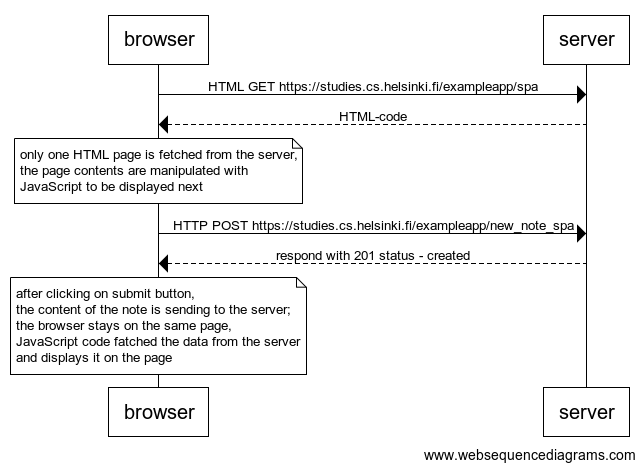 browser
server
HTML GET https://studies.cs.helsinki.fi/exampleapp/spa
HTML-code
only one HTML page is fetched from the server,
the page contents are manipulated with
JavaScript to be displayed next
HTTP POST https://studies.cs.helsinki.fi/exampleapp/new_note_spa
respond with 201 status - created
after clicking on submit button,
the content of the note is sending to the server;
the browser stays on the same page,
JavaScript code fatched the data from the server
and displays it on the page
browser
server
www.websequencediagrams.com